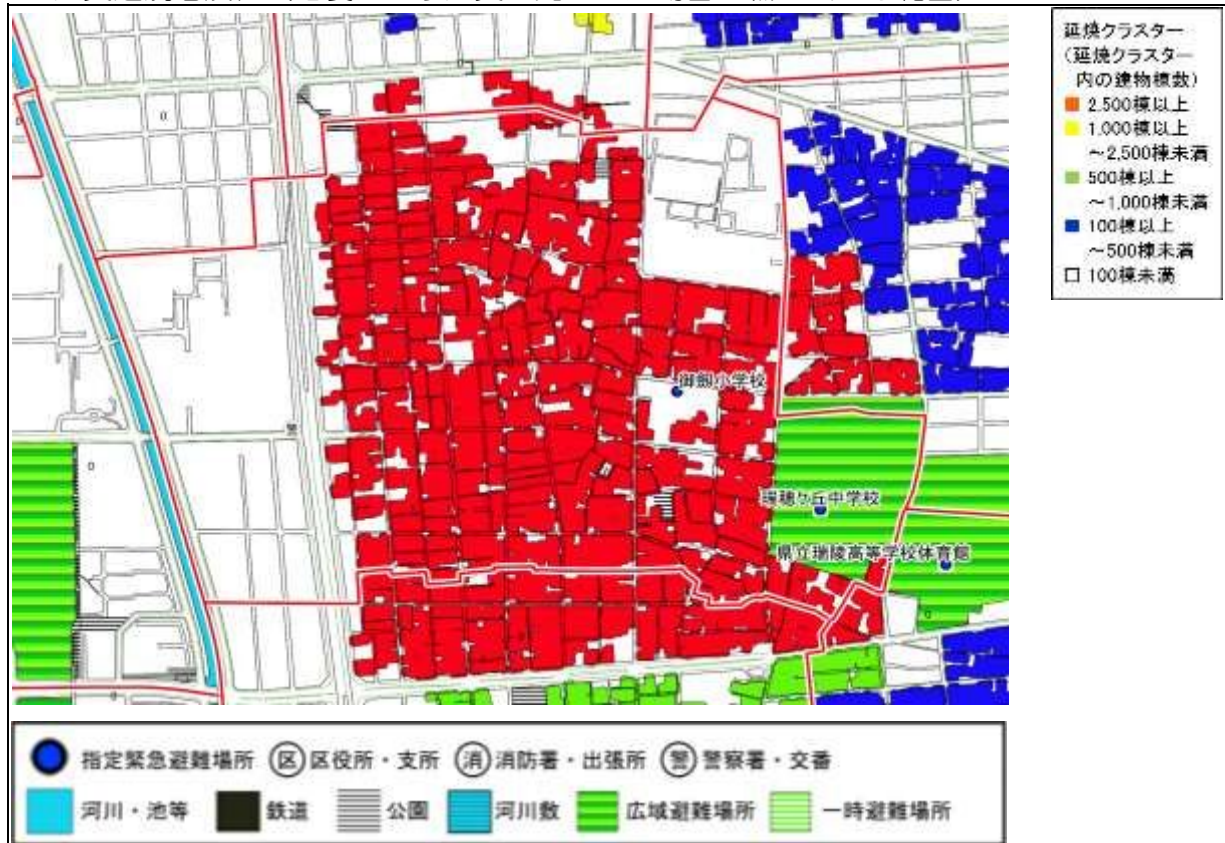 延焼クラスター
(延焼クラスター
内の建物棟数)
2,500棟以上
1,000棟以上
～2,500棟未満
500棟以上
～1,000棟未満
100棟以上
～500棟未満
100棟未満
御劔小学校
瑞穂ヶ丘中学校
県立瑞陵高等学校体育館
指定緊急避難場所 区 区役所・支所 消 消防署・出張所 警 警察署・交番
河川・池等 鉄道 公園 河川敷 広域避難場所 一時避難場所